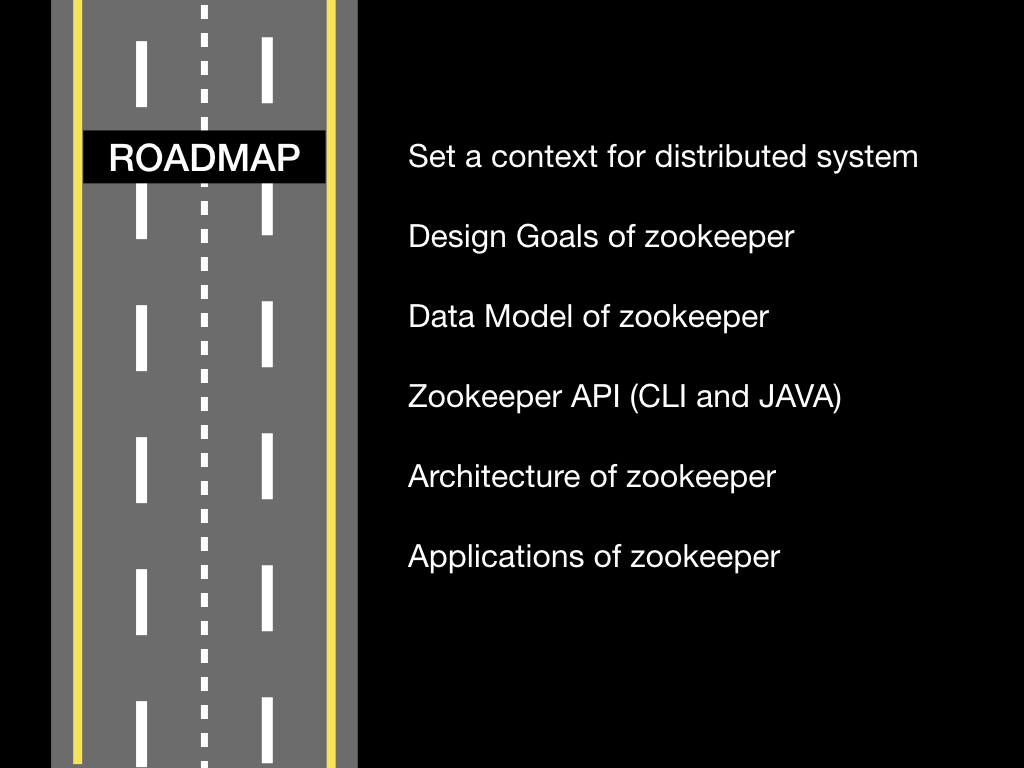 ROADMAP
Set a context for distributed system
Design Goals of zookeeper
Data Model of zookeeper
Zookeeper API (CLI and JAVA)
Architecture of zookeeper
Applications of zookeeper